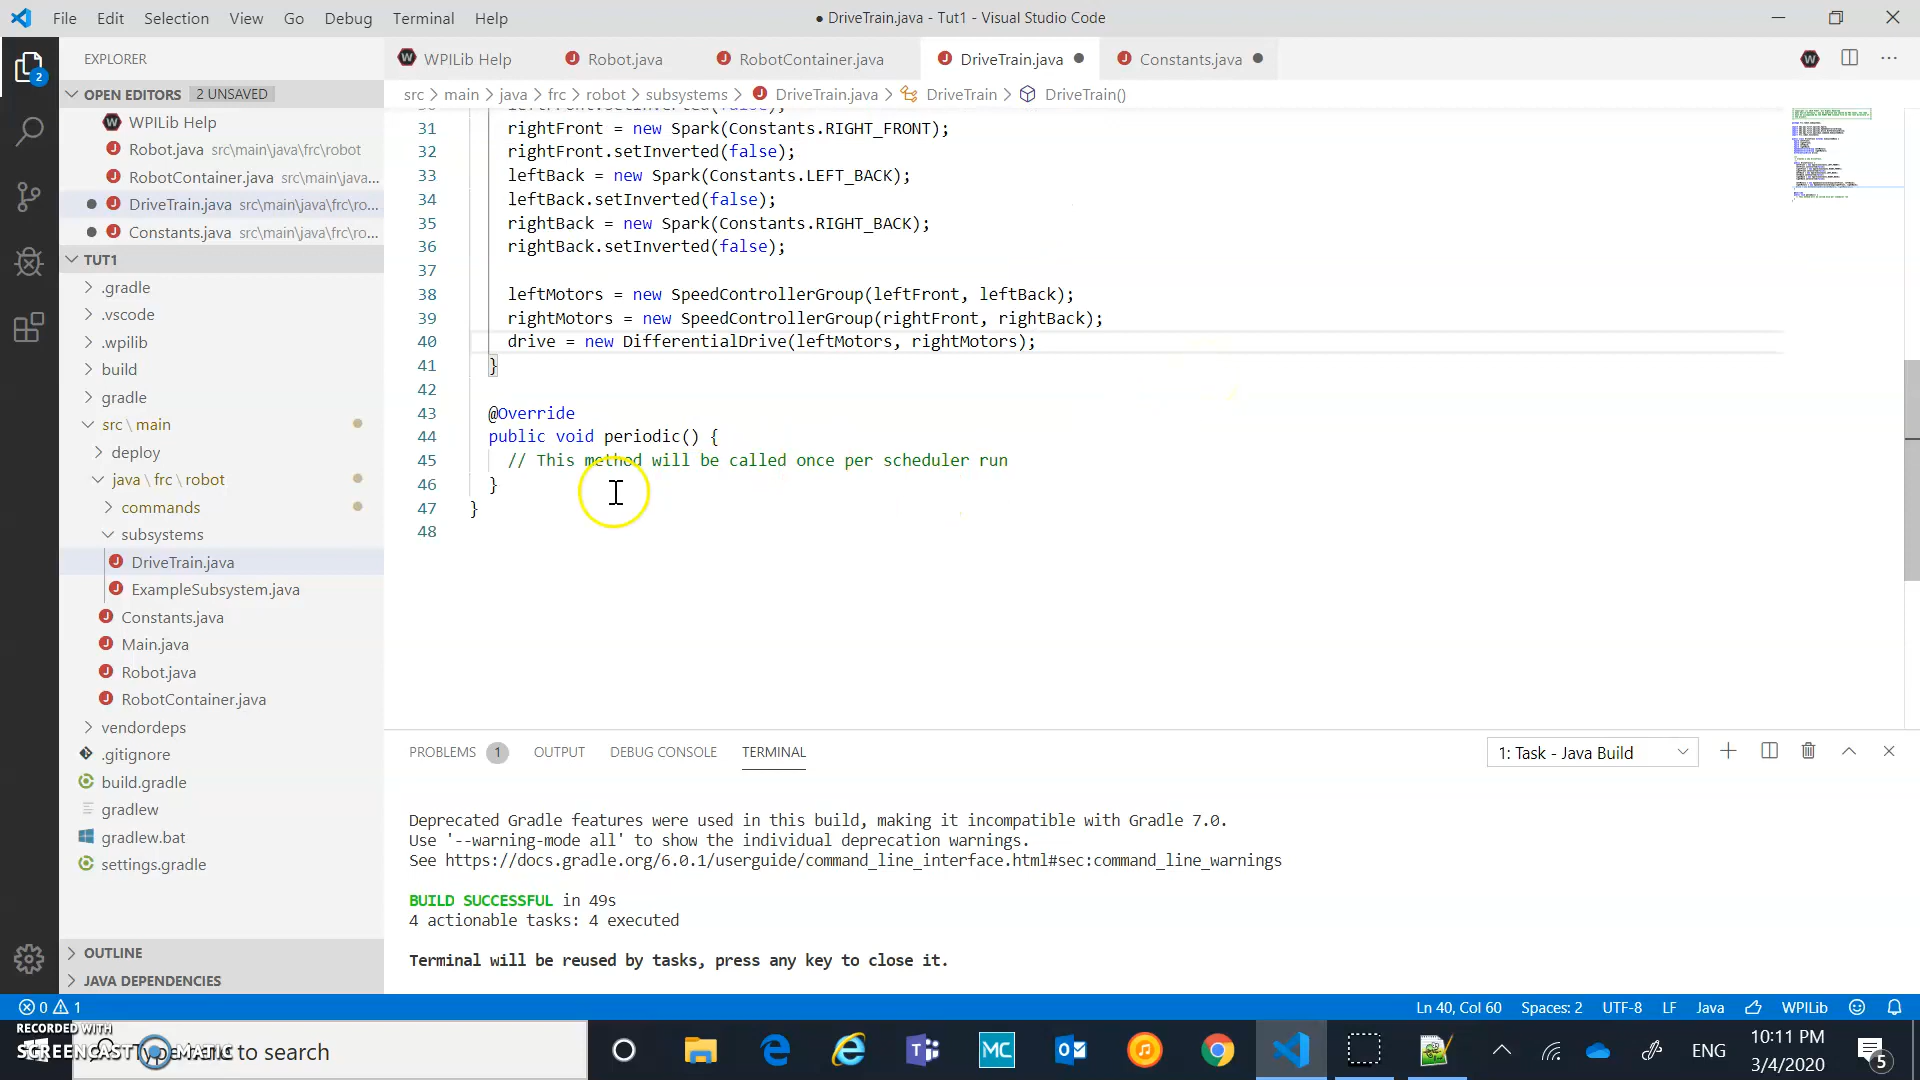 File Edit Selection View Go Debug Terminal Help
● DriveTrain.java - Tut1 - Visual Studio Code
EXPLORER
WPILib Help
Robot.java
RobotContainer.java
DriveTrain.java
Constants.java
OPEN EDITORS 2 UNSAVED
WPILib Help
Robot.java src\main\java\frc\robot
RobotContainer.java src\main\java...
DriveTrain.java src\main\java\frc\ro...
Constants.java src\main\java\frc\ro...
TUT1
.gradle
.vscode
.wpilib
build
gradle
src \ main
deploy
java \ frc \ robot
commands
subsystems
DriveTrain.java
ExampleSubsystem.java
Constants.java
Main.java
Robot.java
RobotContainer.java
vendordeps
.gitignore
build.gradle
gradlew
gradlew.bat
settings.gradle
OUTLINE
JAVA DEPENDENCIES
src > main > java > frc > robot > subsystems > DriveTrain.java > DriveTrain > DriveTrain()
31 rightFront = new Spark(Constants.RIGHT_FRONT);
32 rightFront.setInverted(false);
33 leftBack = new Spark(Constants.LEFT_BACK);
34 leftBack.setInverted(false);
35 rightBack = new Spark(Constants.RIGHT_BACK);
36 rightBack.setInverted(false);
37
38 leftMotors = new SpeedControllerGroup(leftFront, leftBack);
39 rightMotors = new SpeedControllerGroup(rightFront, rightBack);
40 drive = new DifferentialDrive(leftMotors, rightMotors);
41 }
42
43 @Override
44 public void periodic() {
45 // This method will be called once per scheduler run
46 }
47 }
48
PROBLEMS 1 OUTPUT DEBUG CONSOLE TERMINAL
1: Task - Java Build
Deprecated Gradle features were used in this build, making it incompatible with Gradle 7.0.
Use '--warning-mode all' to show the individual deprecation warnings.
See https://docs.gradle.org/6.0.1/userguide/command_line_interface.html#sec:command_line_warnings
BUILD SUCCESSFUL in 49s
4 actionable tasks: 4 executed
Terminal will be reused by tasks, press any key to close it.
0 1
Ln 40, Col 60 Spaces: 2 UTF-8 LF Java WPILib
RECORDED WITH
SCREENCAST MATIC
Type here to search
ENG
10:11 PM
3/4/2020
5